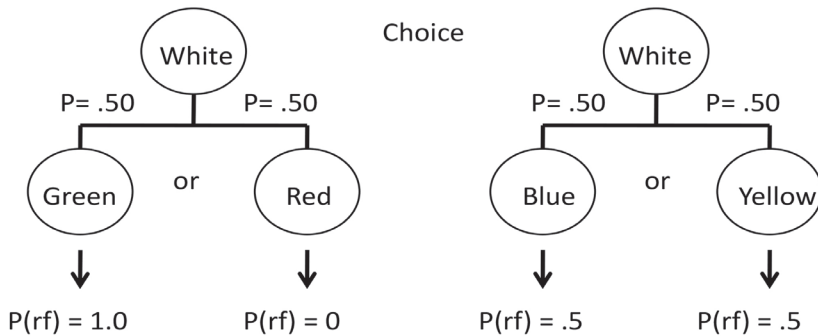 Choice
White
White
P= .50
P= .50
P= .50
P= .50
Green
or
Red
Blue
or
Yellow
P(rf) = 1.0
P(rf) = 0
P(rf) = .5
P(rf) = .5